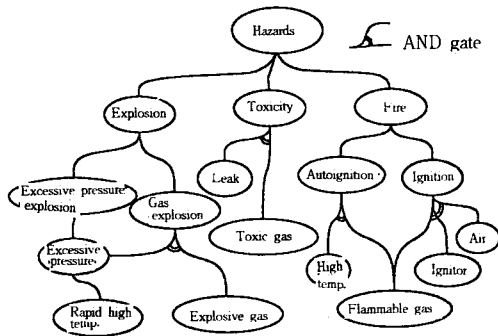 Hazards
AND gate
Explosion
Toxicity
Fire
Excessive pressure
explosion
Gas
explosion
Leak
Autoignition
Ignition
Excessive
pressure
Toxic gas
High
temp.
Air
Ignitor
Rapid high
temp.
Explosive gas
Flammable gas